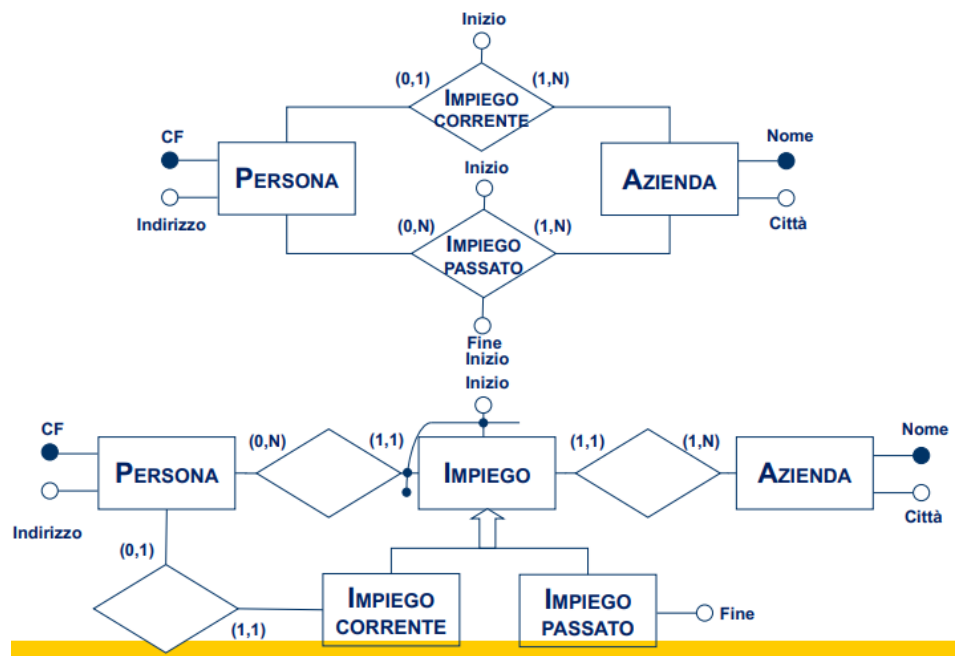 Inizio
(0,1)
(1,N)
IMPIEGO
CORRENTE
CF
Nome
Inizio
PERSONA
AZIENDA
Indirizzo
(0,N)
(1,N)
Città
IMPIEGO
PASSATO
Fine
Inizio
Inizio
CF
(0,N)
(1,1)
(1,1)
(1,N)
Nome
PERSONA
IMPIEGO
AZIENDA
Indirizzo
Città
(0,1)
IMPIEGO
CORRENTE
IMPIEGO
PASSATO
Fine
(1,1)